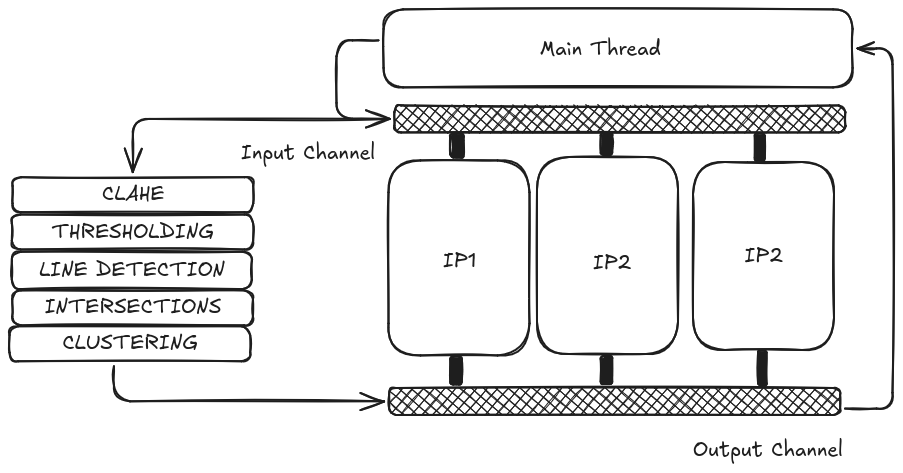 Main Thread
Input Channel
CLAHE
THRESHOLDING
LINE DETECTION
INTERSECTIONS
CLUSTERING
IP1
IP2
IP2
Output Channel